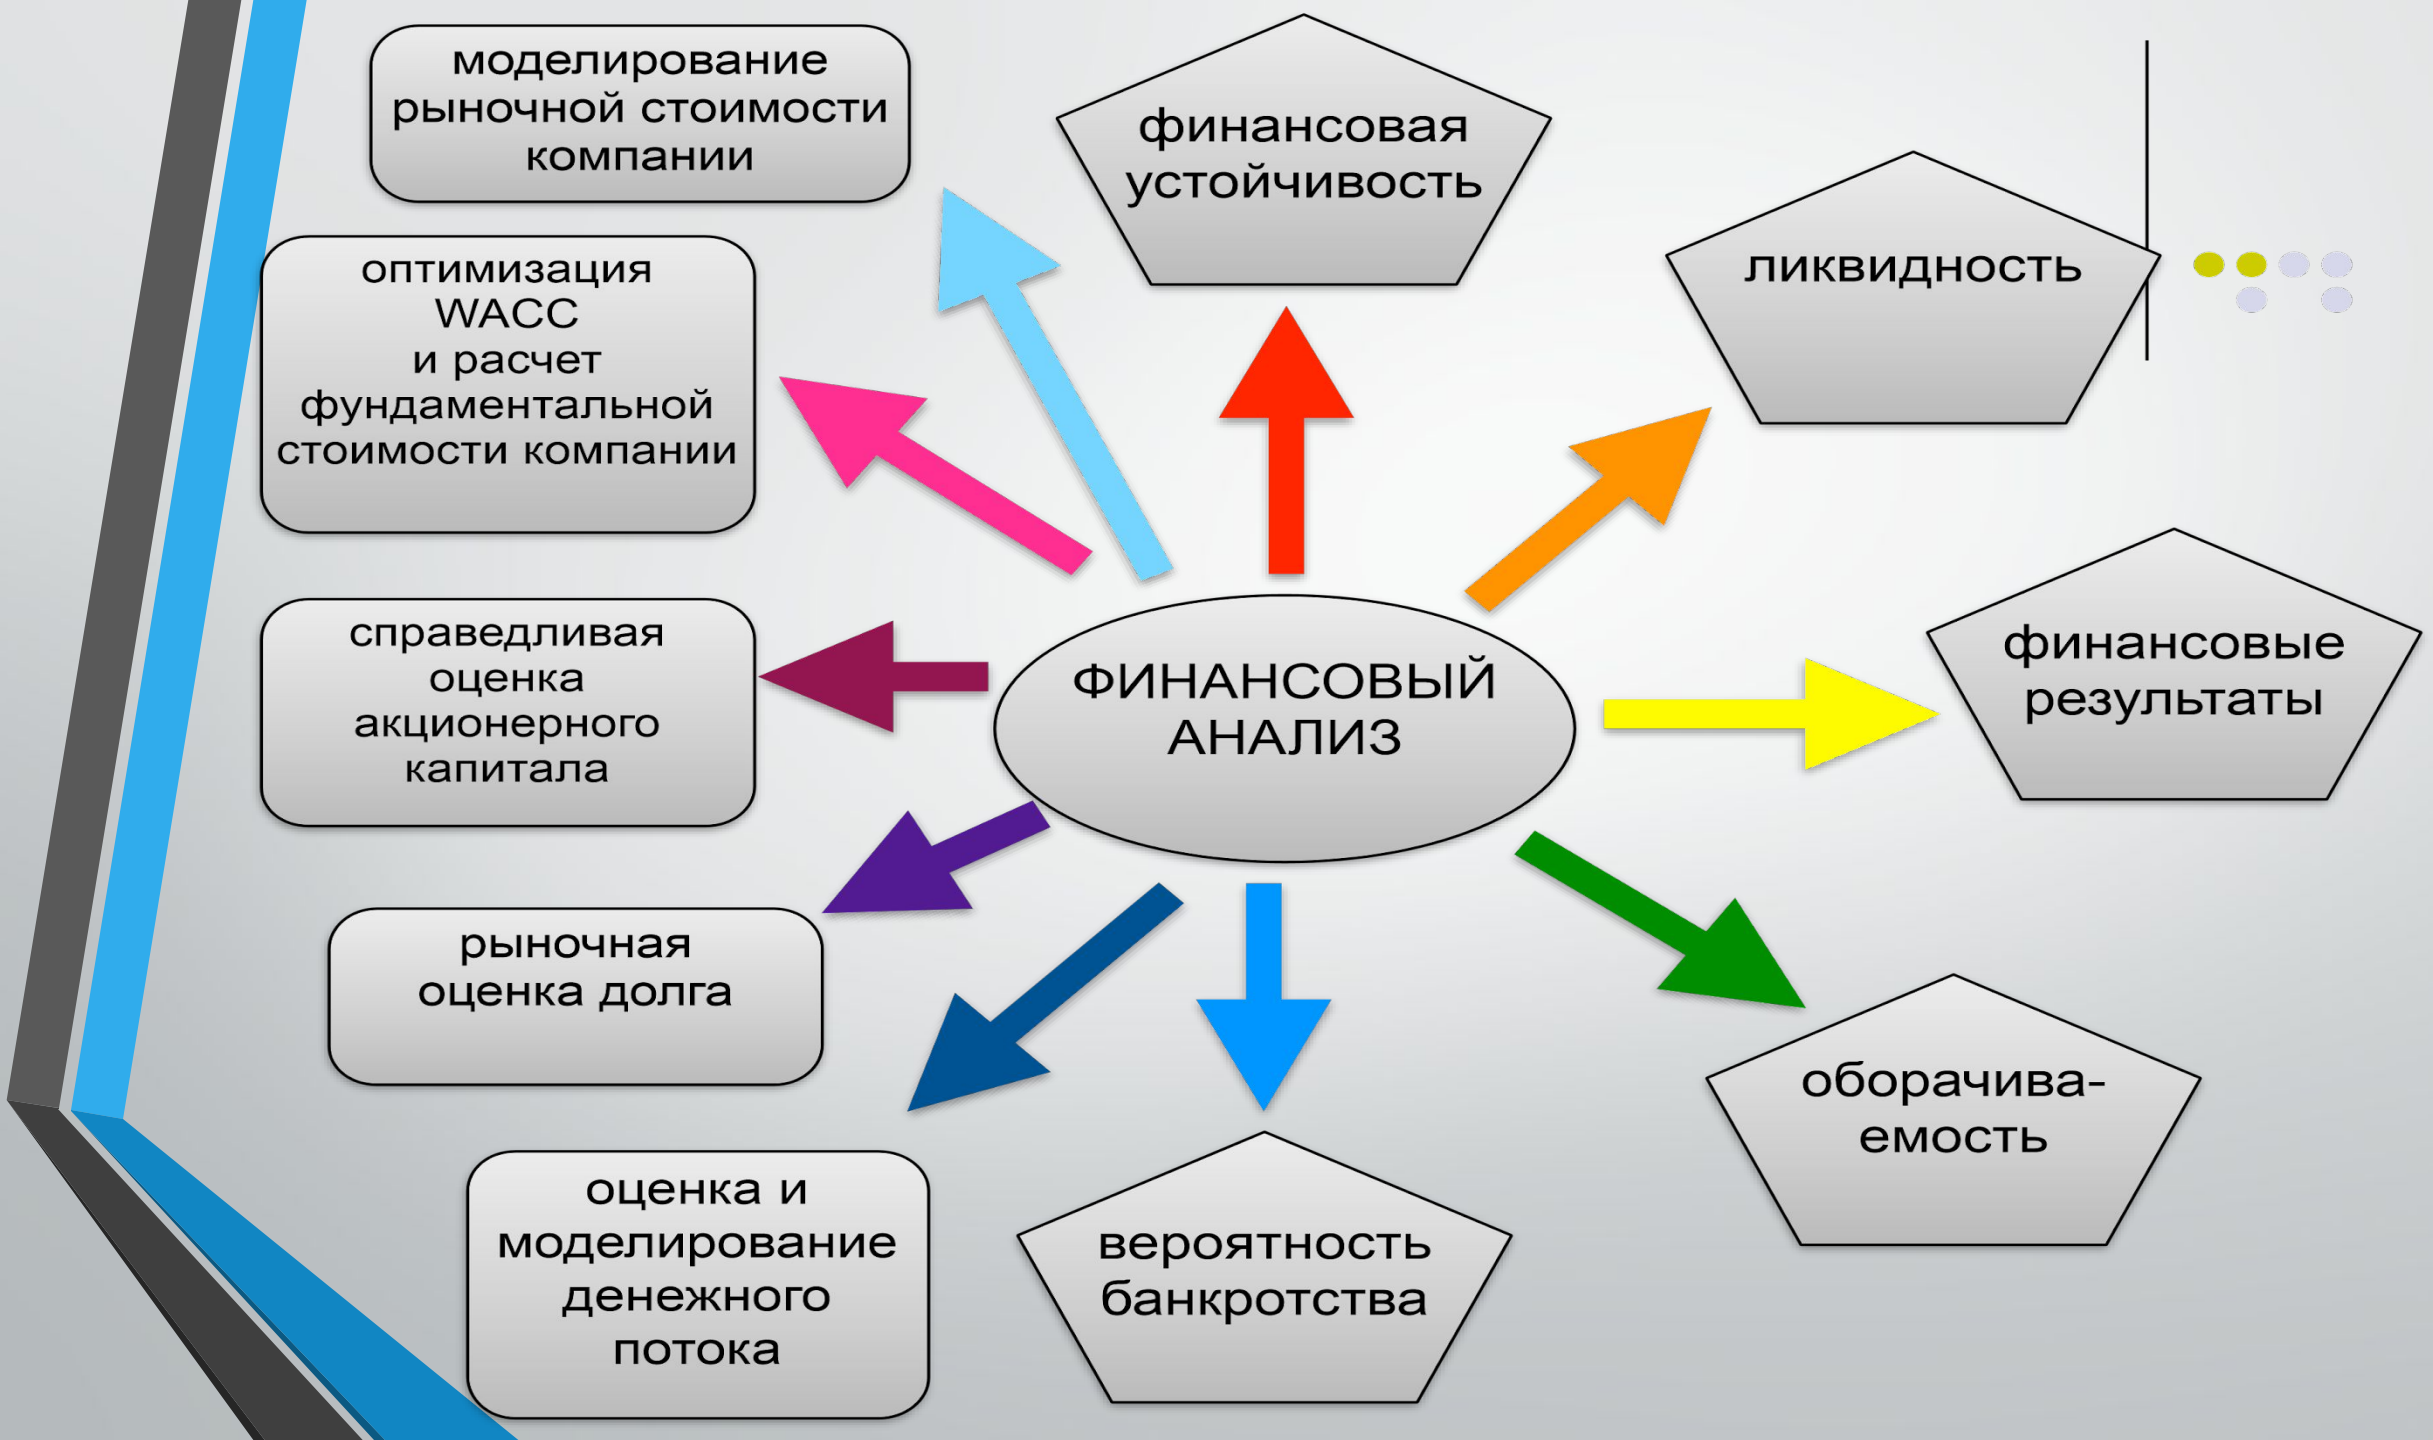 моделирование
рыночной стоимости
компании
финансовая
устойчивость
ликвидность
оптимизация
WACC
и расчет
фундаментальной
стоимости компании
справедливая
оценка
акционерного
капитала
ФИНАНСОВЫЙ
АНАЛИЗ
финансовые
результаты
рыночная
оценка долга
оборачива-
емость
оценка и
моделирование
денежного
потока
вероятность
банкротства